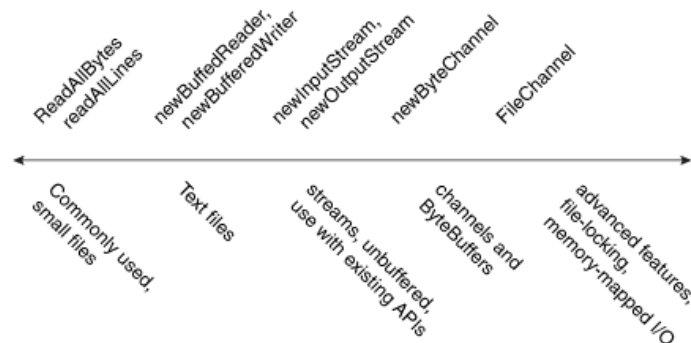 ReadAllBytes
readAllLines
newBuffedReader,
newBufferedWriter
newInputStream,
newOutputStream
newByteChannel
FileChannel
Commonly used,
small files
Text files
streams, unbuffered,
use with existing APIs
channels and
ByteBuffers
advanced features,
file-locking,
memory-mapped I/O